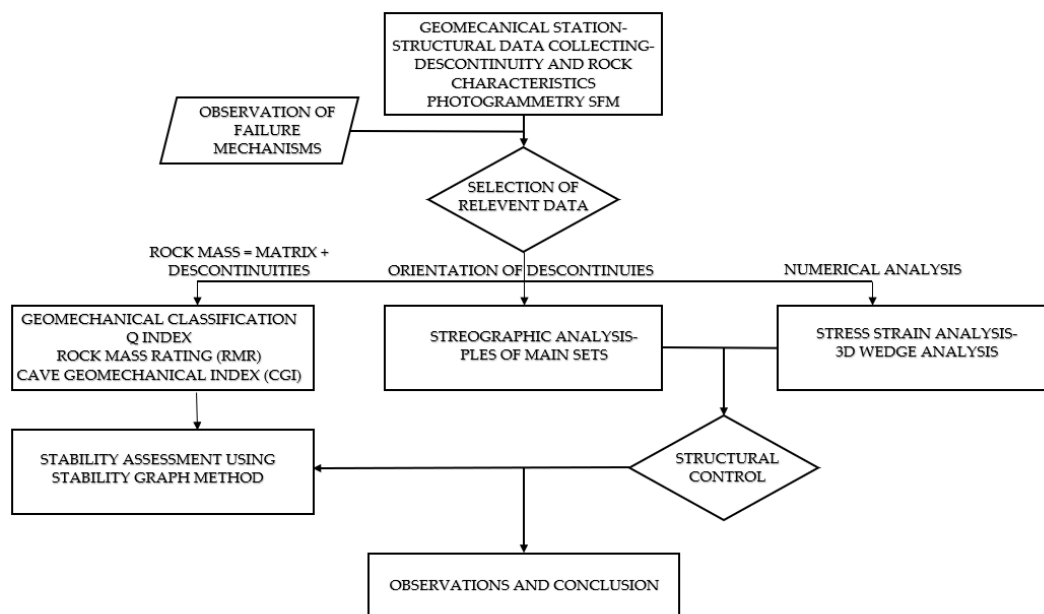 GEOMECANICAL STATION-
STRUCTURAL DATA COLLECTING-
DESCONTINUITY AND ROCK
CHARACTERISTICS
PHOTOGRAMMETRY SFM
OBSERVATION OF
FAILURE
MECHANISMS
SELECTION OF
RELEVENT DATA
ROCK MASS = MATRIX +
DESCONTINUITIES
ORIENTATION OF DESCONTINUIES
NUMERICAL ANALYSIS
GEOMECHANICAL CLASSIFICATION
Q INDEX
ROCK MASS RATING (RMR)
CAVE GEOMECHANICAL INDEX (CGI)
STREOGRAPHIC ANALYSIS-
PLES OF MAIN SETS
STRESS STRAIN ANALYSIS-
3D WEDGE ANALYSIS
STABILITY ASSESSMENT USING
STABILITY GRAPH METHOD
STRUCTURAL
CONTROL
OBSERVATIONS AND CONCLUSION